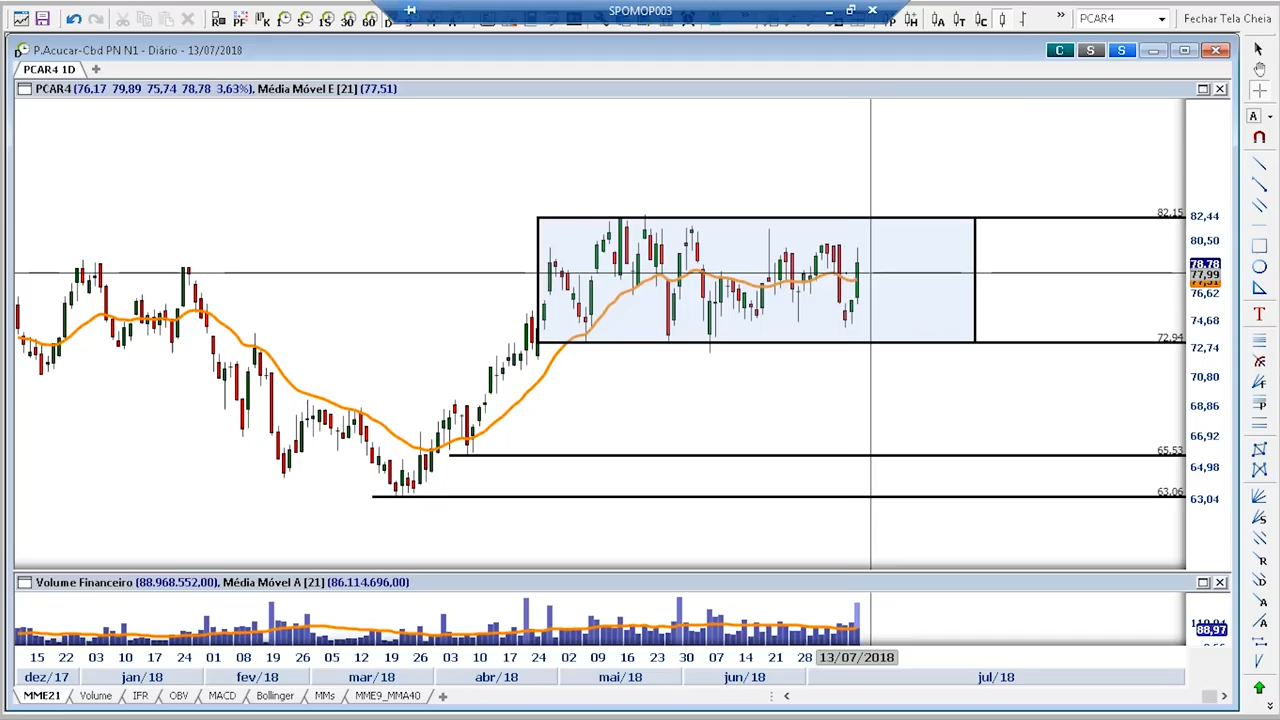 SPOMOP003
PCAR4
Fechar Tela Cheia
P.Acucar-Cbd PN N1 - Diário - 13/07/2018
C S S
PCAR4 1D
PCAR4 (76,17 79,89 75,74 78,78 3,63%), Média Móvel E [21] (77,51)
82,15
82,44
80,50
78,78
77,99
77,51
76,62
74,68
72,94
72,74
70,80
68,86
66,92
65,53
64,98
63,06
63,04
Volume Financeiro (88.968.552,00), Média Móvel A [21] (86.114.696,00)
88,97
15 22 03 10 17 24 01 08 19 26 05 12 19 26 03 10 17 24 02 09 16 23 30 07 14 21 28 13/07/2018
dez/17 jan/18 fev/18 mar/18 abr/18 mai/18 jun/18 jul/18
MME21 Volume IFR OBV MACD Bollinger MMs MME9_MMA40